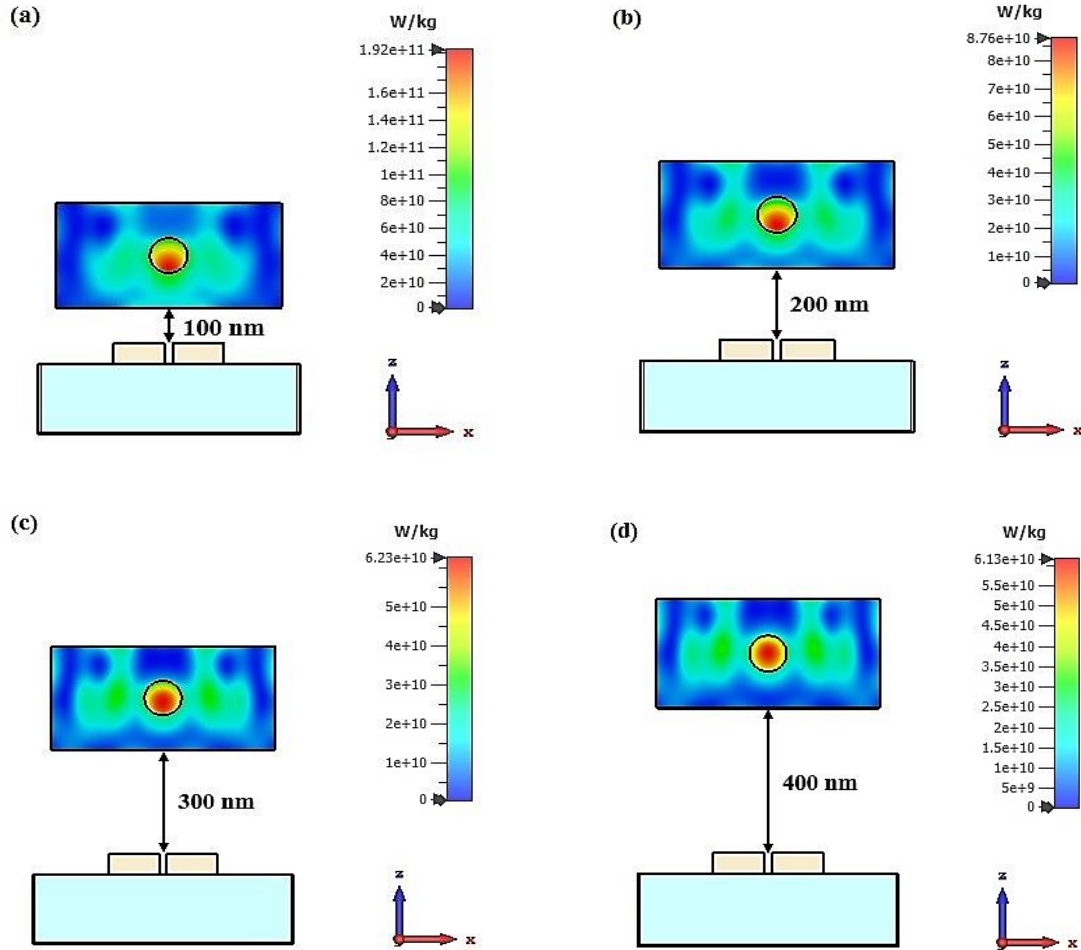 (a)
W/kg
1.92e+11
1.6e+11
1.4e+11
1.2e+11
1e+11
8e+10
6e+10
4e+10
2e+10
0
100 nm
z
x
(b)
W/kg
8.76e+10
8e+10
7e+10
6e+10
5e+10
4e+10
3e+10
2e+10
1e+10
0
200 nm
z
x
(c)
W/kg
6.23e+10
5e+10
4e+10
3e+10
2e+10
1e+10
0
300 nm
z
x
(d)
W/kg
6.13e+10
5.5e+10
5e+10
4.5e+10
4e+10
3.5e+10
3e+10
2.5e+10
2e+10
1.5e+10
1e+10
5e+9
0
400 nm
z
x